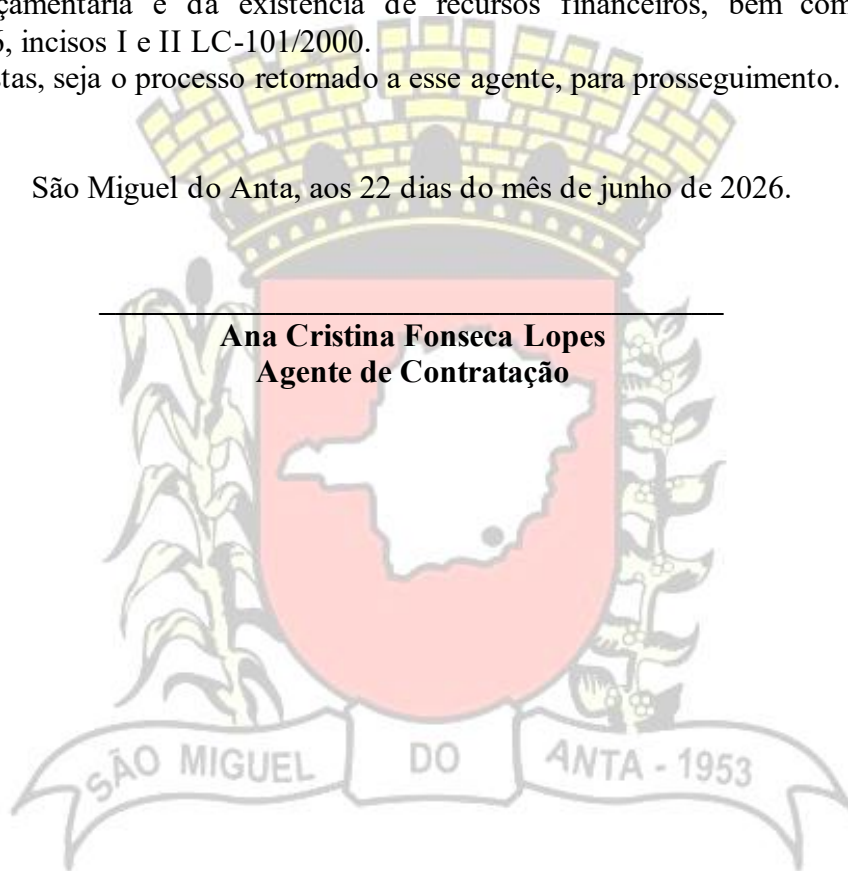 çamentária e da existência de recursos financeiros, bem com
, incisos I e II LC-101/2000.
tas, seja o processo retornado a esse agente, para prosseguimento.
São Miguel do Anta, aos 22 dias do mês de junho de 2026.
Ana Cristina Fonseca Lopes
Agente de Contratação
SÃO MIGUEL DO ANTA - 1953